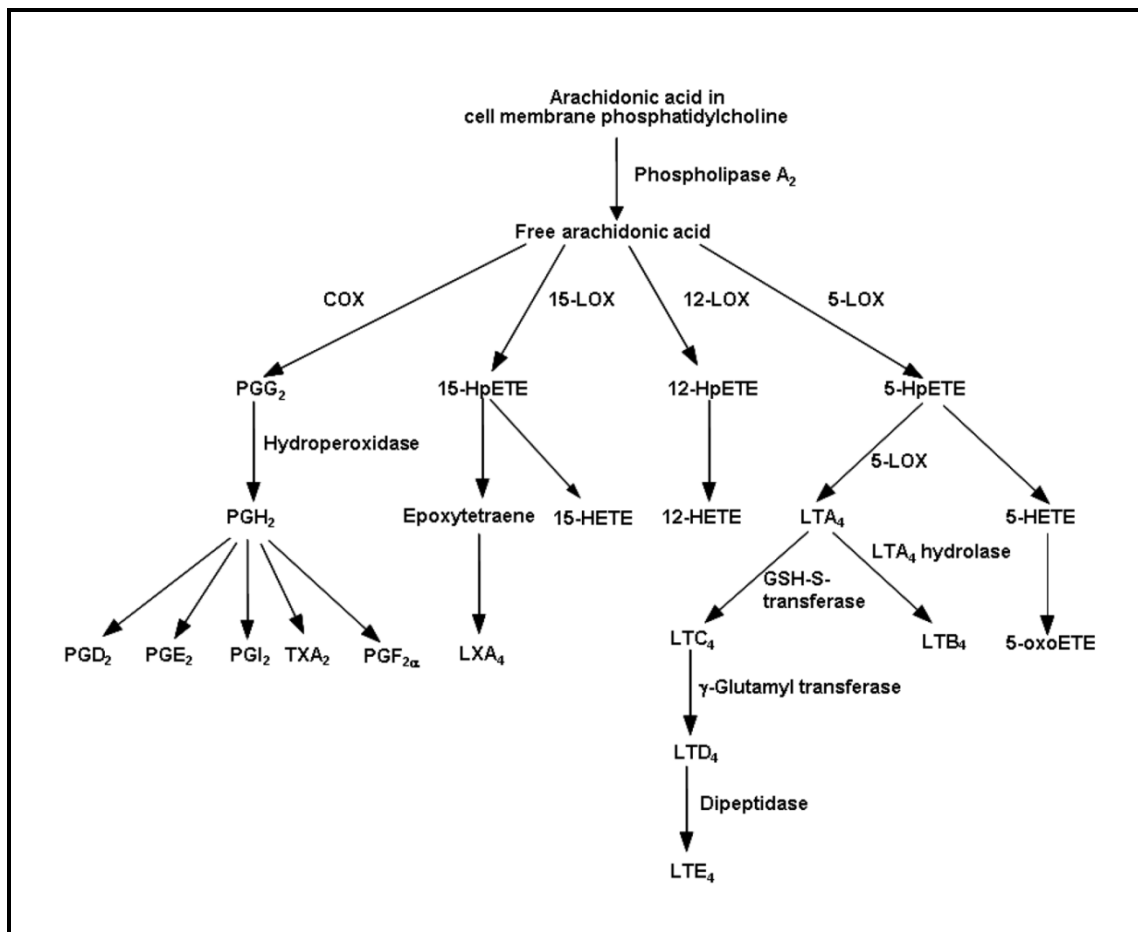 Arachidonic acid in
cell membrane phosphatidylcholine
Phospholipase A₂
Free arachidonic acid
COX
15-LOX
12-LOX
5-LOX
PGG₂
15-HpETE
12-HpETE
5-HpETE
Hydroperoxidase
5-LOX
PGH₂
Epoxytetraene
15-HETE
12-HETE
LTA₄
5-HETE
LTA₄ hydrolase
GSH-S-
transferase
PGD₂
PGE₂
PGI₂
TXA₂
PGF₂α
LXA₄
LTC₄
LTB₄
5-oxoETE
γ-Glutamyl transferase
LTD₄
Dipeptidase
LTE₄